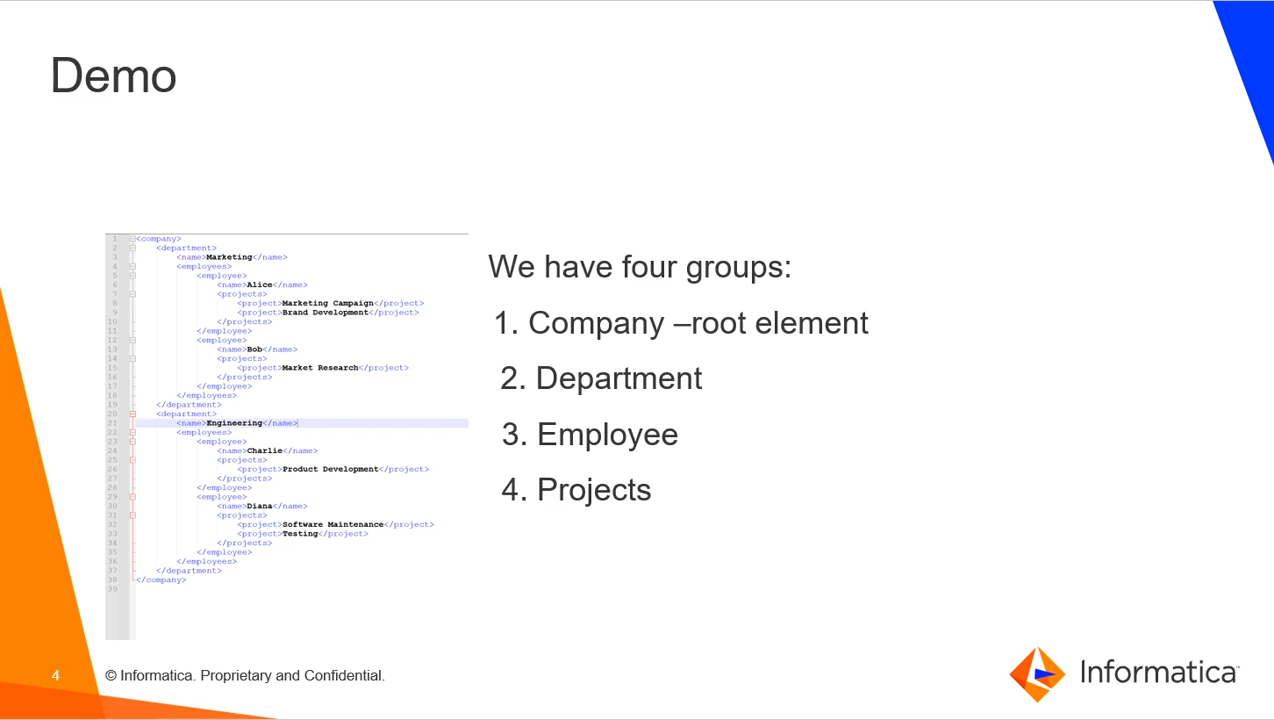 Demo
1 <company>
2 <department>
3 <name>Marketing</name>
4 <employees>
5 <employee>
6 <name>Alice</name>
7 <projects>
8 <project>Marketing Campaign</project>
9 <project>Brand Development</project>
10 </projects>
11 </employee>
12 <employee>
13 <name>Bob</name>
14 <projects>
15 <project>Market Research</project>
16 </projects>
17 </employee>
18 </employees>
19 </department>
20 <department>
21 <name>Engineering</name>
22 <employees>
23 <employee>
24 <name>Charlie</name>
25 <projects>
26 <project>Product Development</project>
27 </projects>
28 </employee>
29 <employee>
30 <name>Diana</name>
31 <projects>
32 <project>Software Maintenance</project>
33 <project>Testing</project>
34 </projects>
35 </employee>
36 </employees>
37 </department>
38 </company>
39
We have four groups:
1. Company –root element
2. Department
3. Employee
4. Projects
4
© Informatica. Proprietary and Confidential.
Informatica